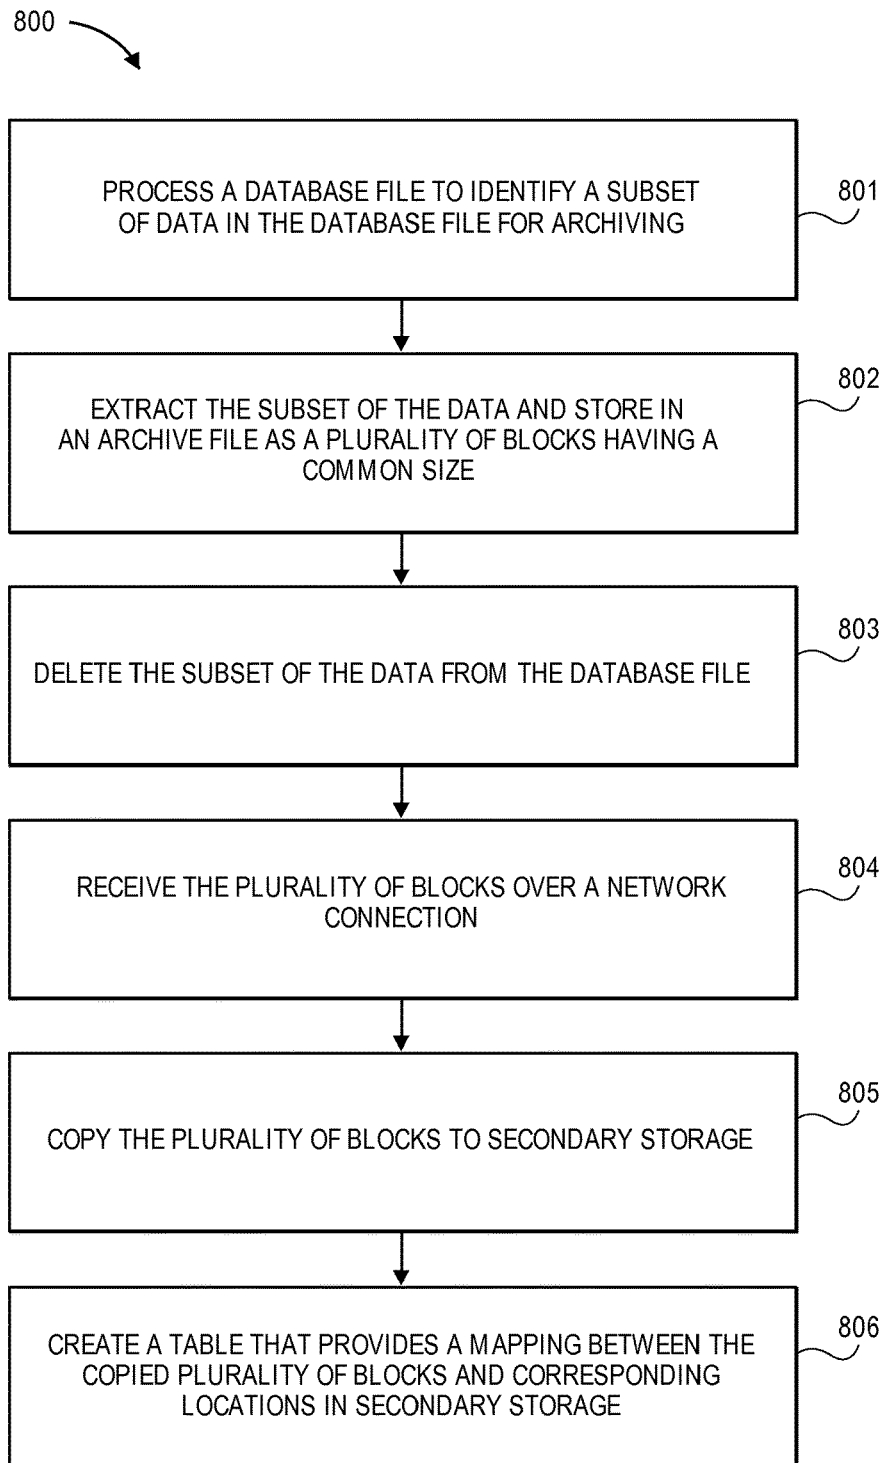 800
PROCESS A DATABASE FILE TO IDENTIFY A SUBSET
OF DATA IN THE DATABASE FILE FOR ARCHIVING
801
EXTRACT THE SUBSET OF THE DATA AND STORE IN
AN ARCHIVE FILE AS A PLURALITY OF BLOCKS HAVING A
COMMON SIZE
802
DELETE THE SUBSET OF THE DATA FROM THE DATABASE FILE
803
RECEIVE THE PLURALITY OF BLOCKS OVER A NETWORK
CONNECTION
804
COPY THE PLURALITY OF BLOCKS TO SECONDARY STORAGE
805
CREATE A TABLE THAT PROVIDES A MAPPING BETWEEN THE
COPIED PLURALITY OF BLOCKS AND CORRESPONDING
LOCATIONS IN SECONDARY STORAGE
806